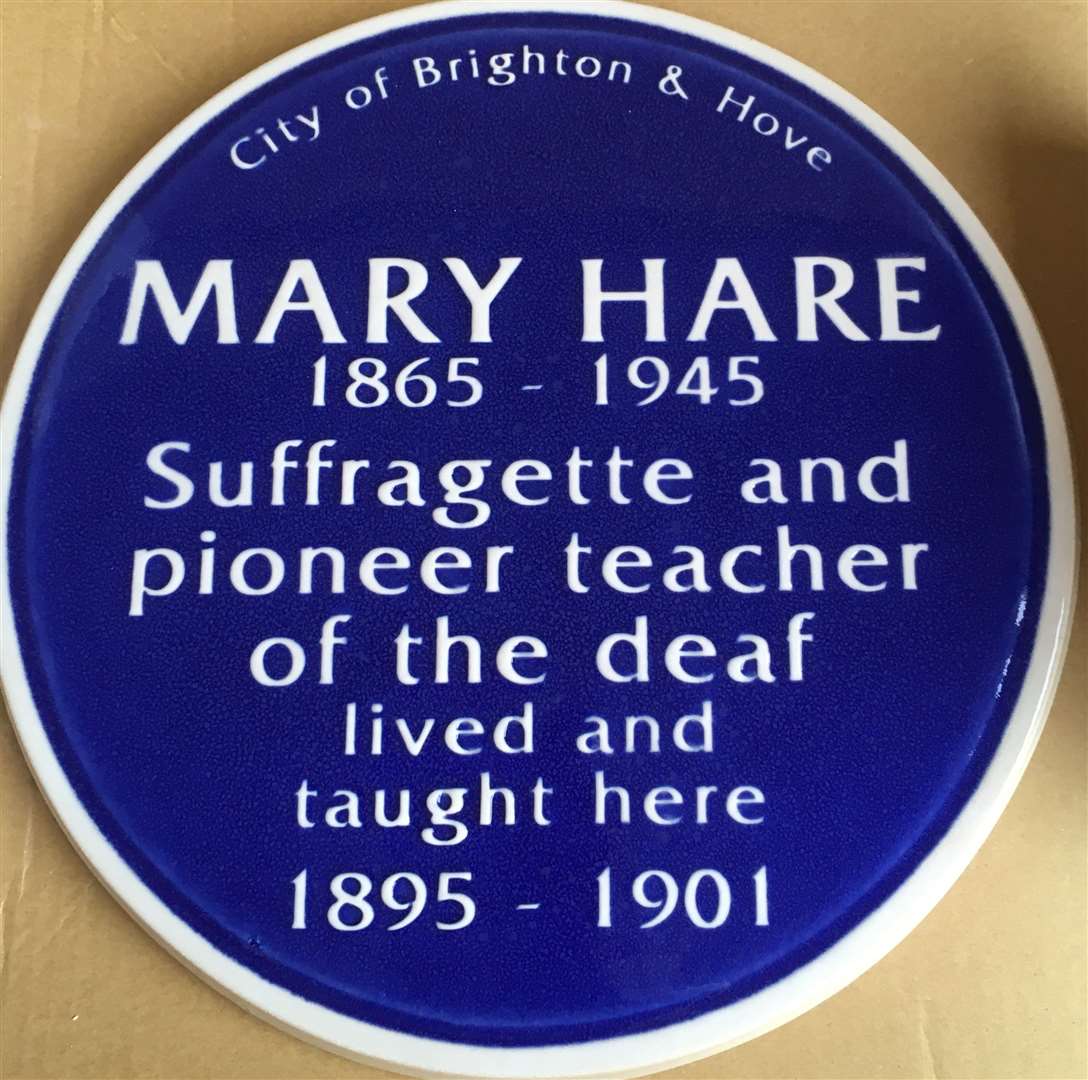 City of Brighton & Hove
MARY HARE
1865 - 1945
Suffragette and
pioneer teacher
of the deaf
lived and
taught here
1895 - 1901